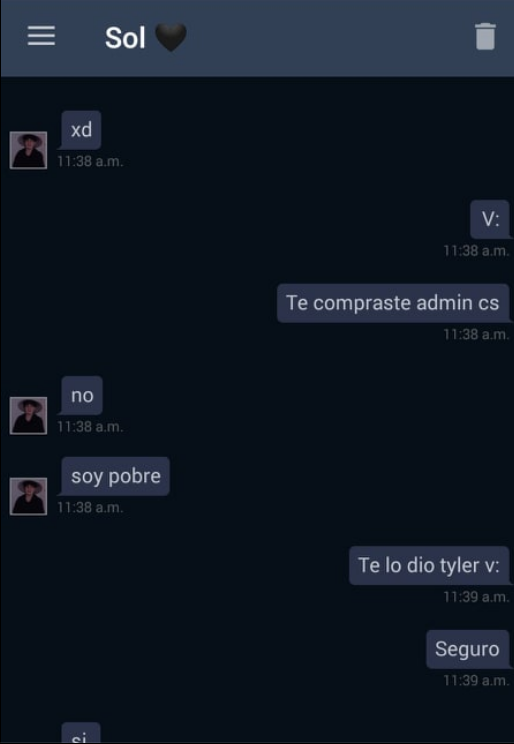 Sol 🖤
xd
11:38 a.m.
V:
11:38 a.m.
Te compraste admin cs
11:38 a.m.
no
11:38 a.m.
soy pobre
11:38 a.m.
Te lo dio tyler v:
11:39 a.m.
Seguro
11:39 a.m.
si